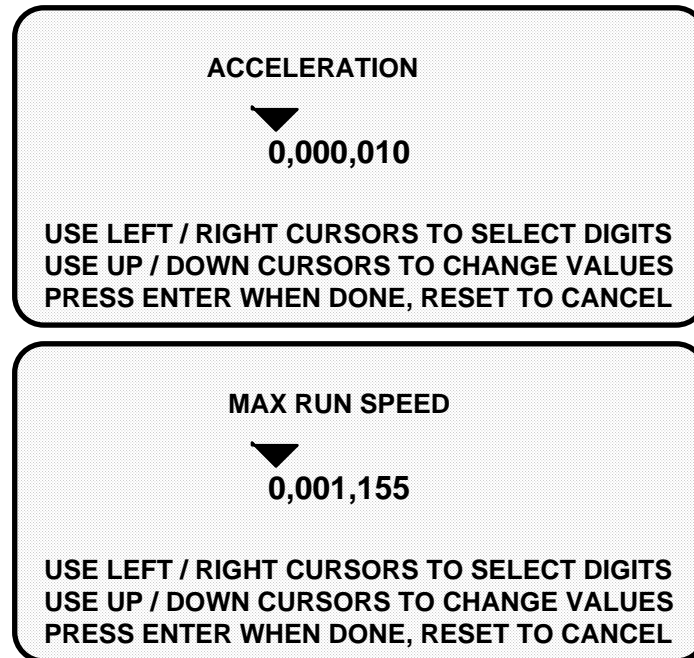 ACCELERATION
0,000,010
USE LEFT / RIGHT CURSORS TO SELECT DIGITS
USE UP / DOWN CURSORS TO CHANGE VALUES
PRESS ENTER WHEN DONE, RESET TO CANCEL
MAX RUN SPEED
0,001,155
USE LEFT / RIGHT CURSORS TO SELECT DIGITS
USE UP / DOWN CURSORS TO CHANGE VALUES
PRESS ENTER WHEN DONE, RESET TO CANCEL